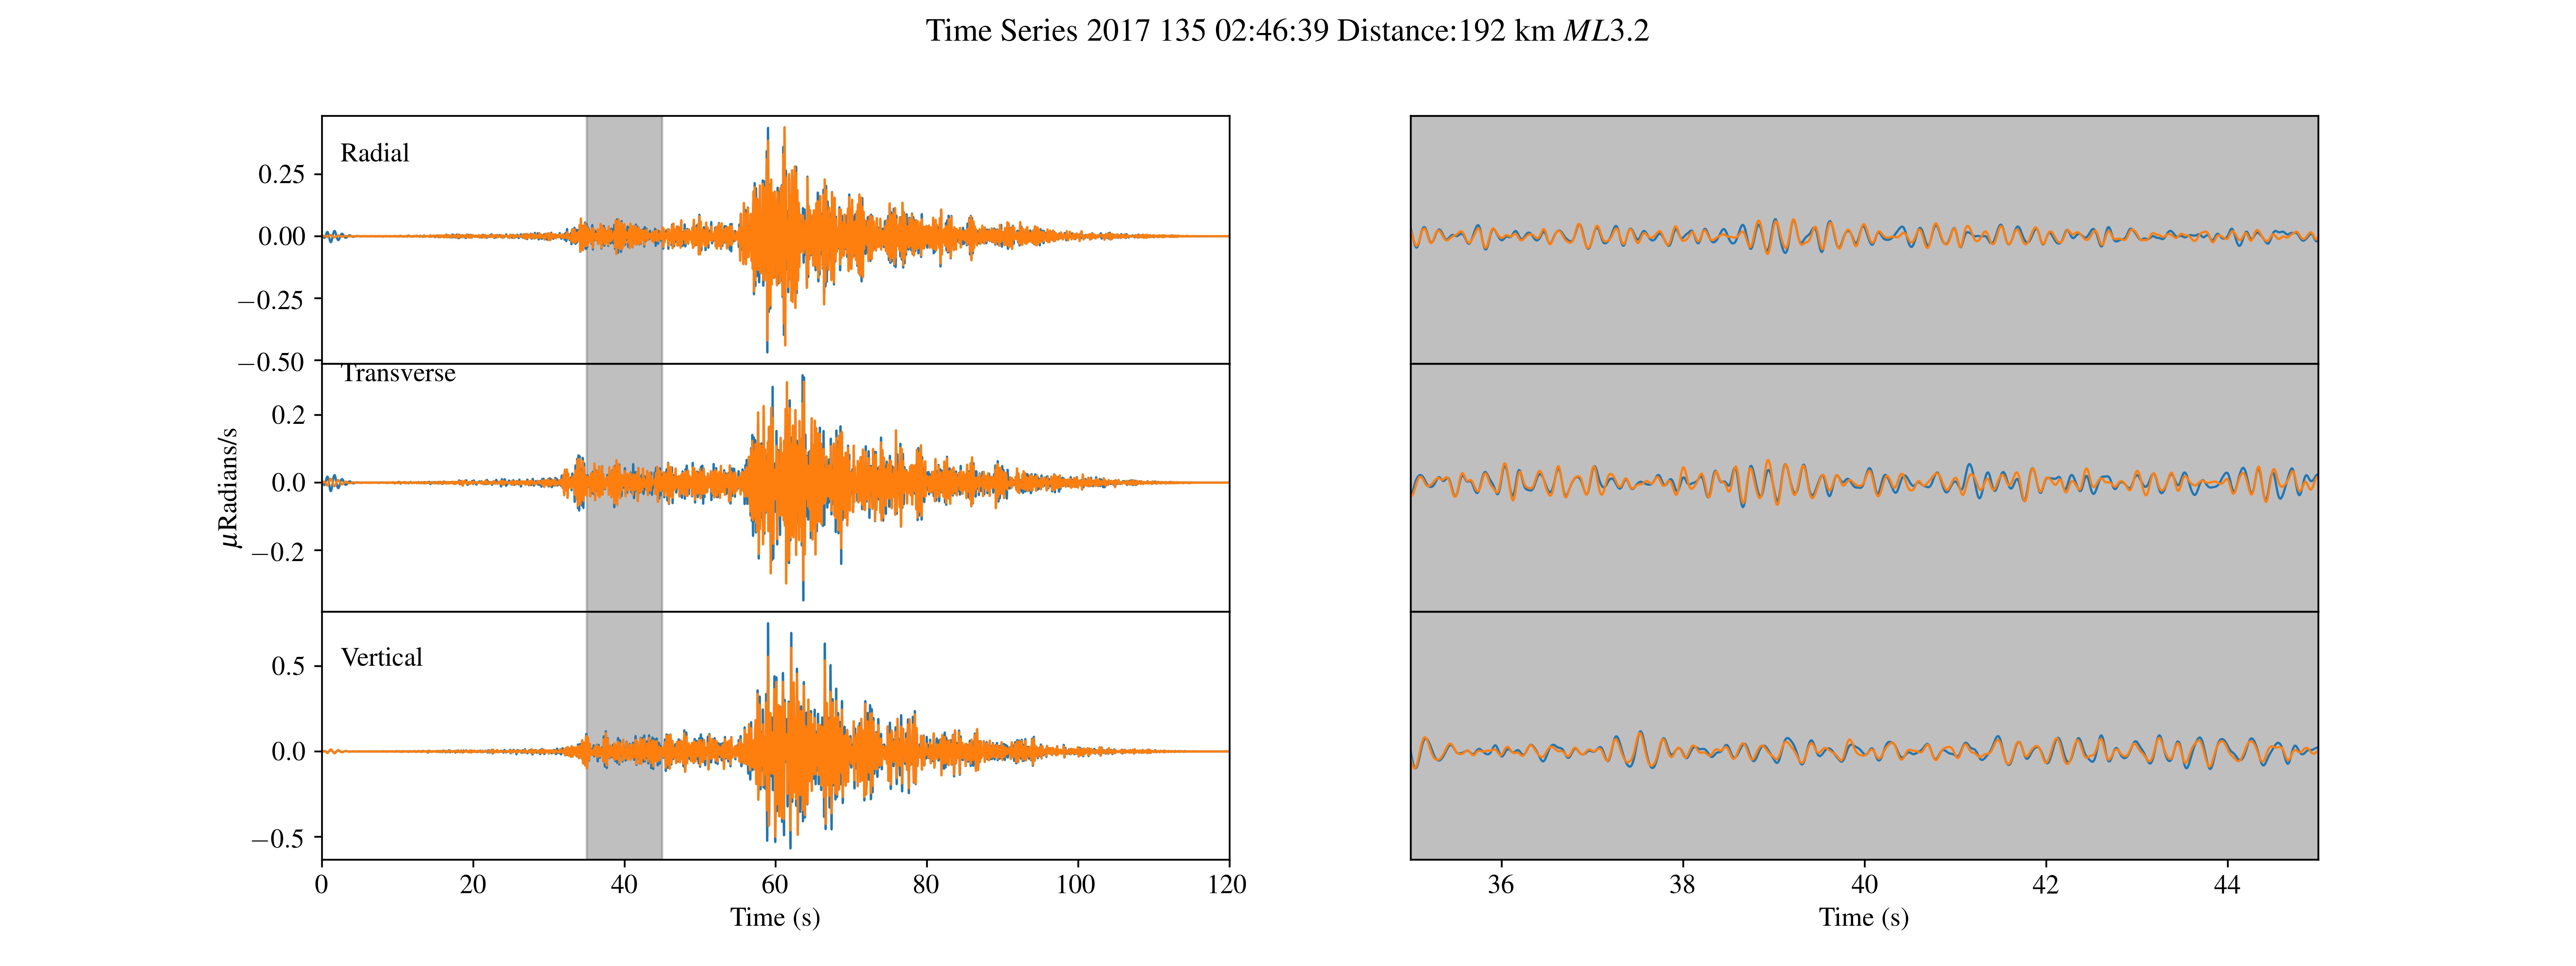 Time Series 2017 135 02:46:39 Distance:192 km ML3.2
Radial
0.25
0.00
−0.25
−0.50
Transverse
0.2
0.0
−0.2
μRadians/s
Vertical
0.5
0.0
−0.5
0 20 40 60 80 100 120
Time (s)
36 38 40 42 44
Time (s)